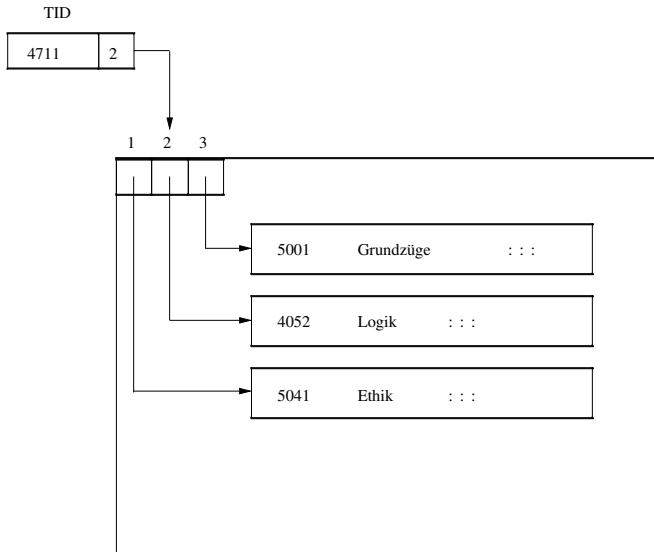 TID
4711 2
1 2 3
5001 Grundzüge : : :
4052 Logik : : :
5041 Ethik : : :